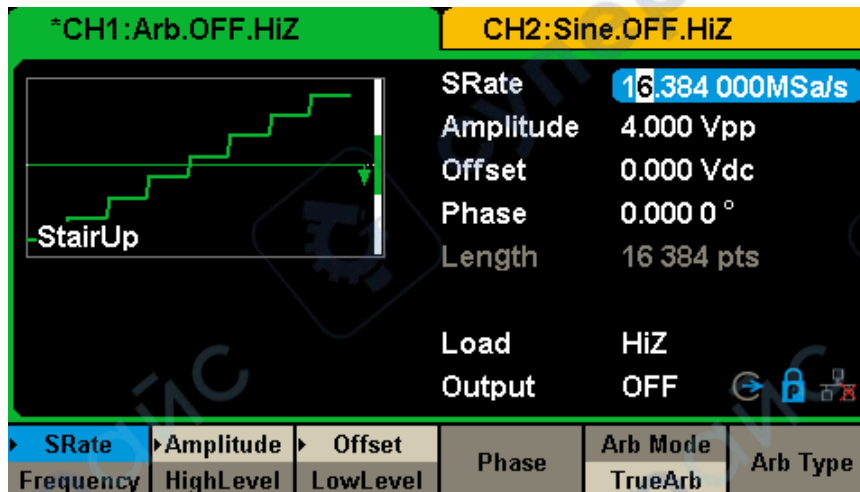 *CH1:Arb.OFF.HiZ
CH2:Sine.OFF.HiZ
StairUp
SRate 16.384 000MSa/s
Amplitude 4.000 Vpp
Offset 0.000 Vdc
Phase 0.000 0 °
Length 16 384 pts
Load HiZ
Output OFF
P
SRate Amplitude Offset Phase Arb Mode Arb Type
Frequency HighLevel LowLevel TrueArb